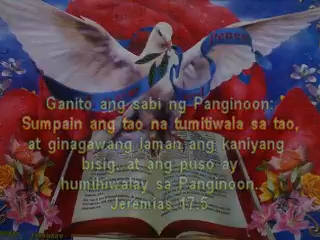 Ganito ang sabi ng Panginoon:
Sumpain ang tao na tumitiwala sa tao,
at ginagawang laman ang kaniyang
bisig, at ang puso ay
humihiwalay sa Panginoon..
Jeremias 17:5